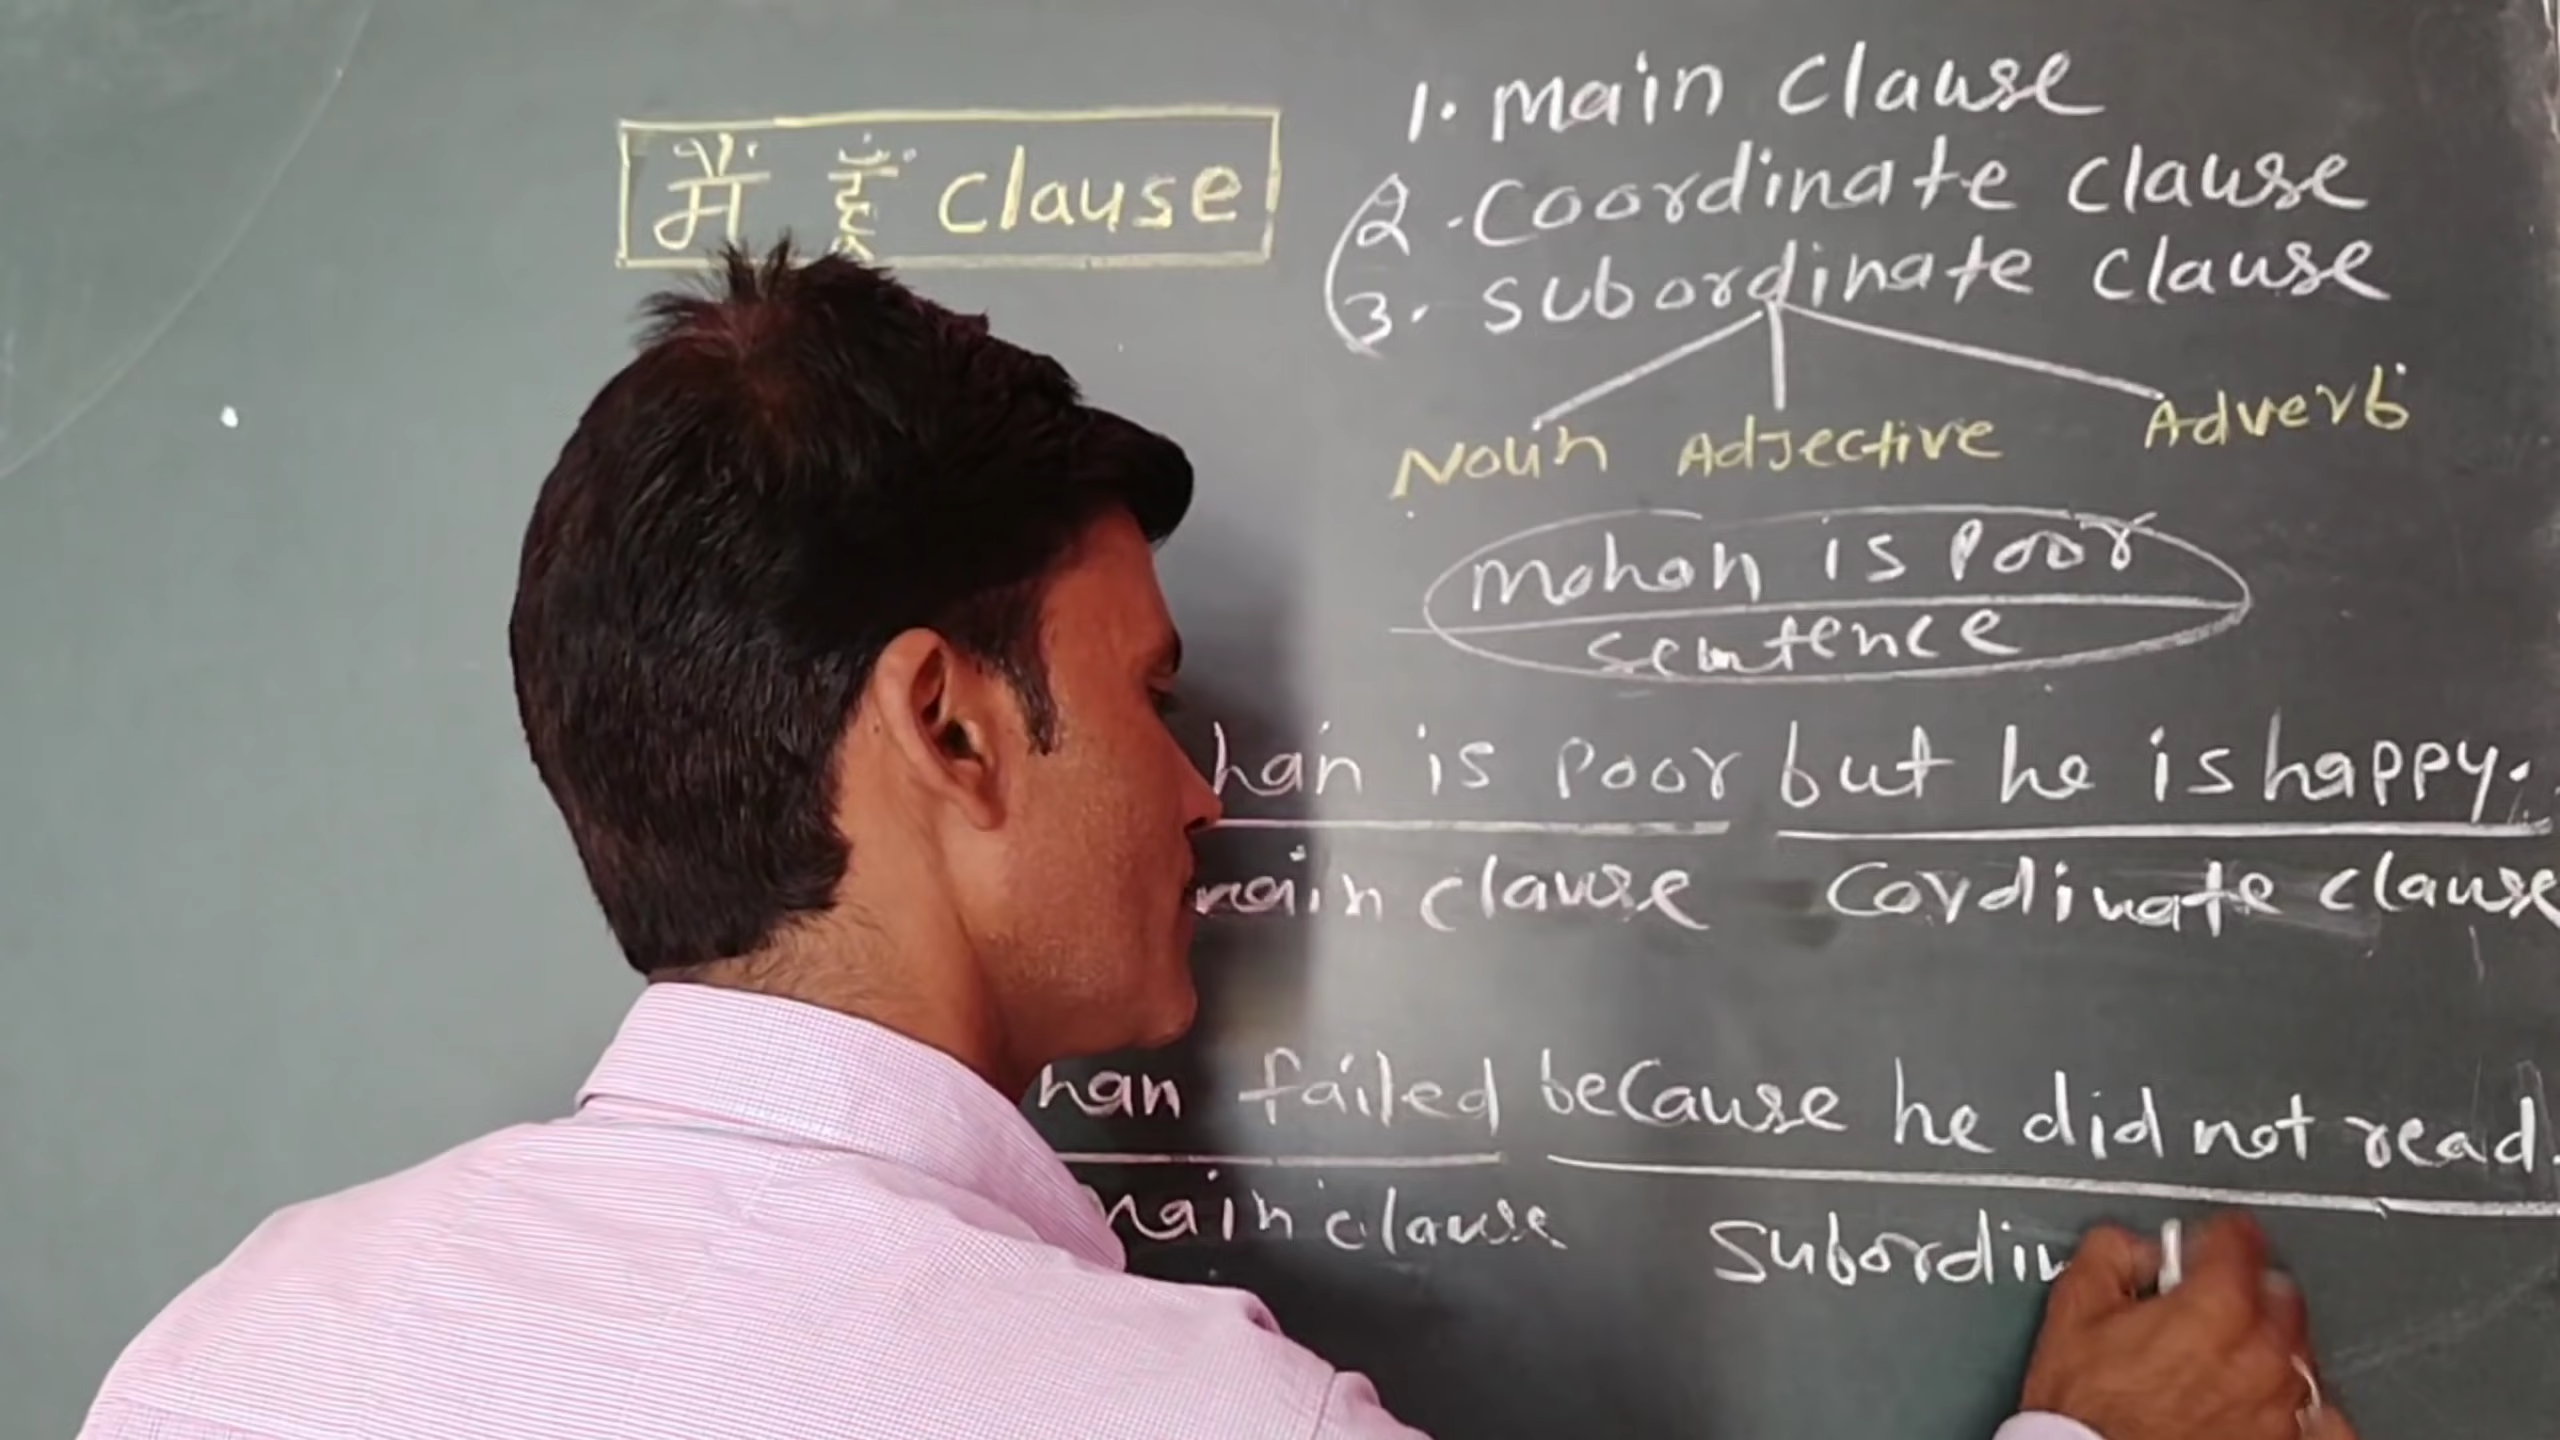 मैं हूँ clause
1. main clause
2. coordinate clause
3. subordinate clause
Noun Adjective Adverb
mohan is poor
sentence
han is poor but he is happy.
main clause Cordinate clause
han failed because he did not read.
main clause Subordin